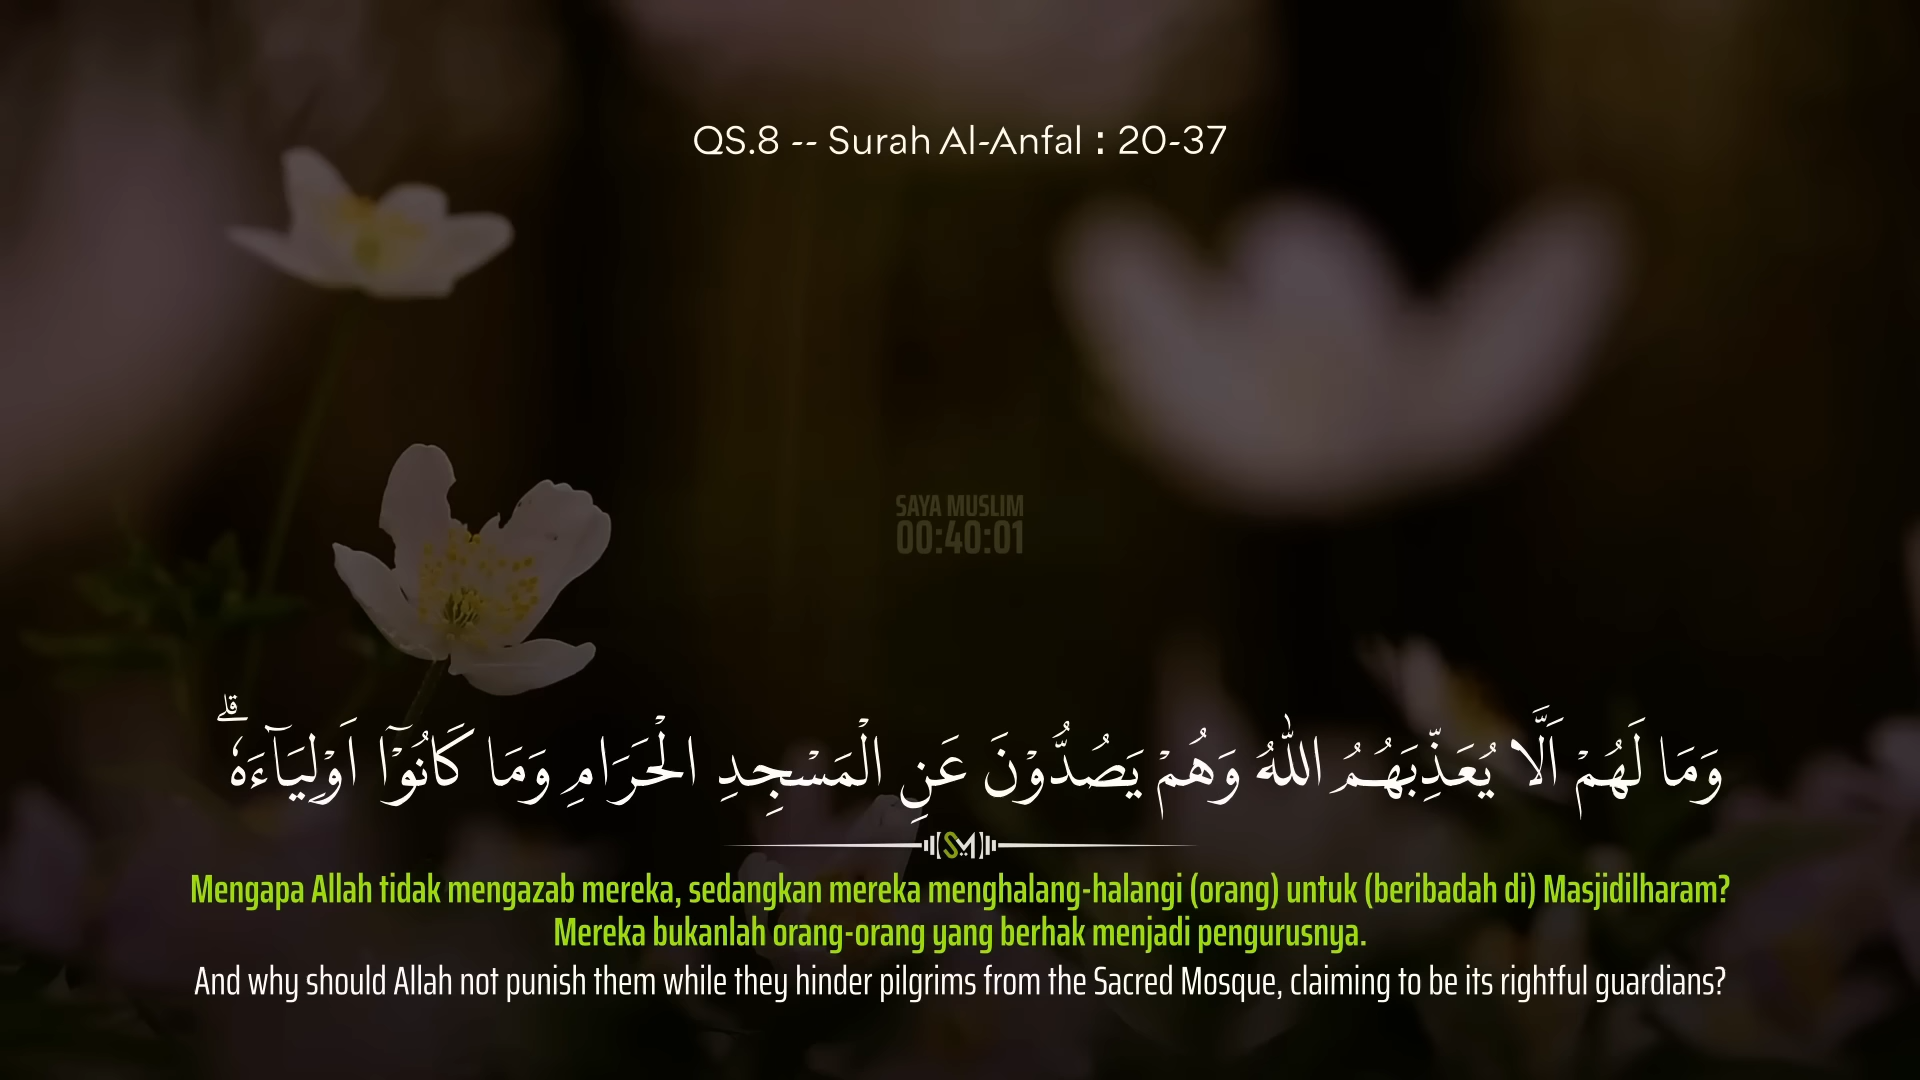 QS.8 -- Surah Al-Anfal : 20-37
SAYA MUSLIM
00:40:01
وَمَا لَهُمْ اَلَّا يُعَذِّبَهُمُ اللّٰهُ وَهُمْ يَصُدُّوْنَ عَنِ الْمَسْجِدِ الْحَرَامِ وَمَا كَانُوْٓا اَوْلِيَاۤءَهٗۗ
SM
Mengapa Allah tidak mengazab mereka, sedangkan mereka menghalang-halangi (orang) untuk (beribadah di) Masjidilharam?
Mereka bukanlah orang-orang yang berhak menjadi pengurusnya.
And why should Allah not punish them while they hinder pilgrims from the Sacred Mosque, claiming to be its rightful guardians?